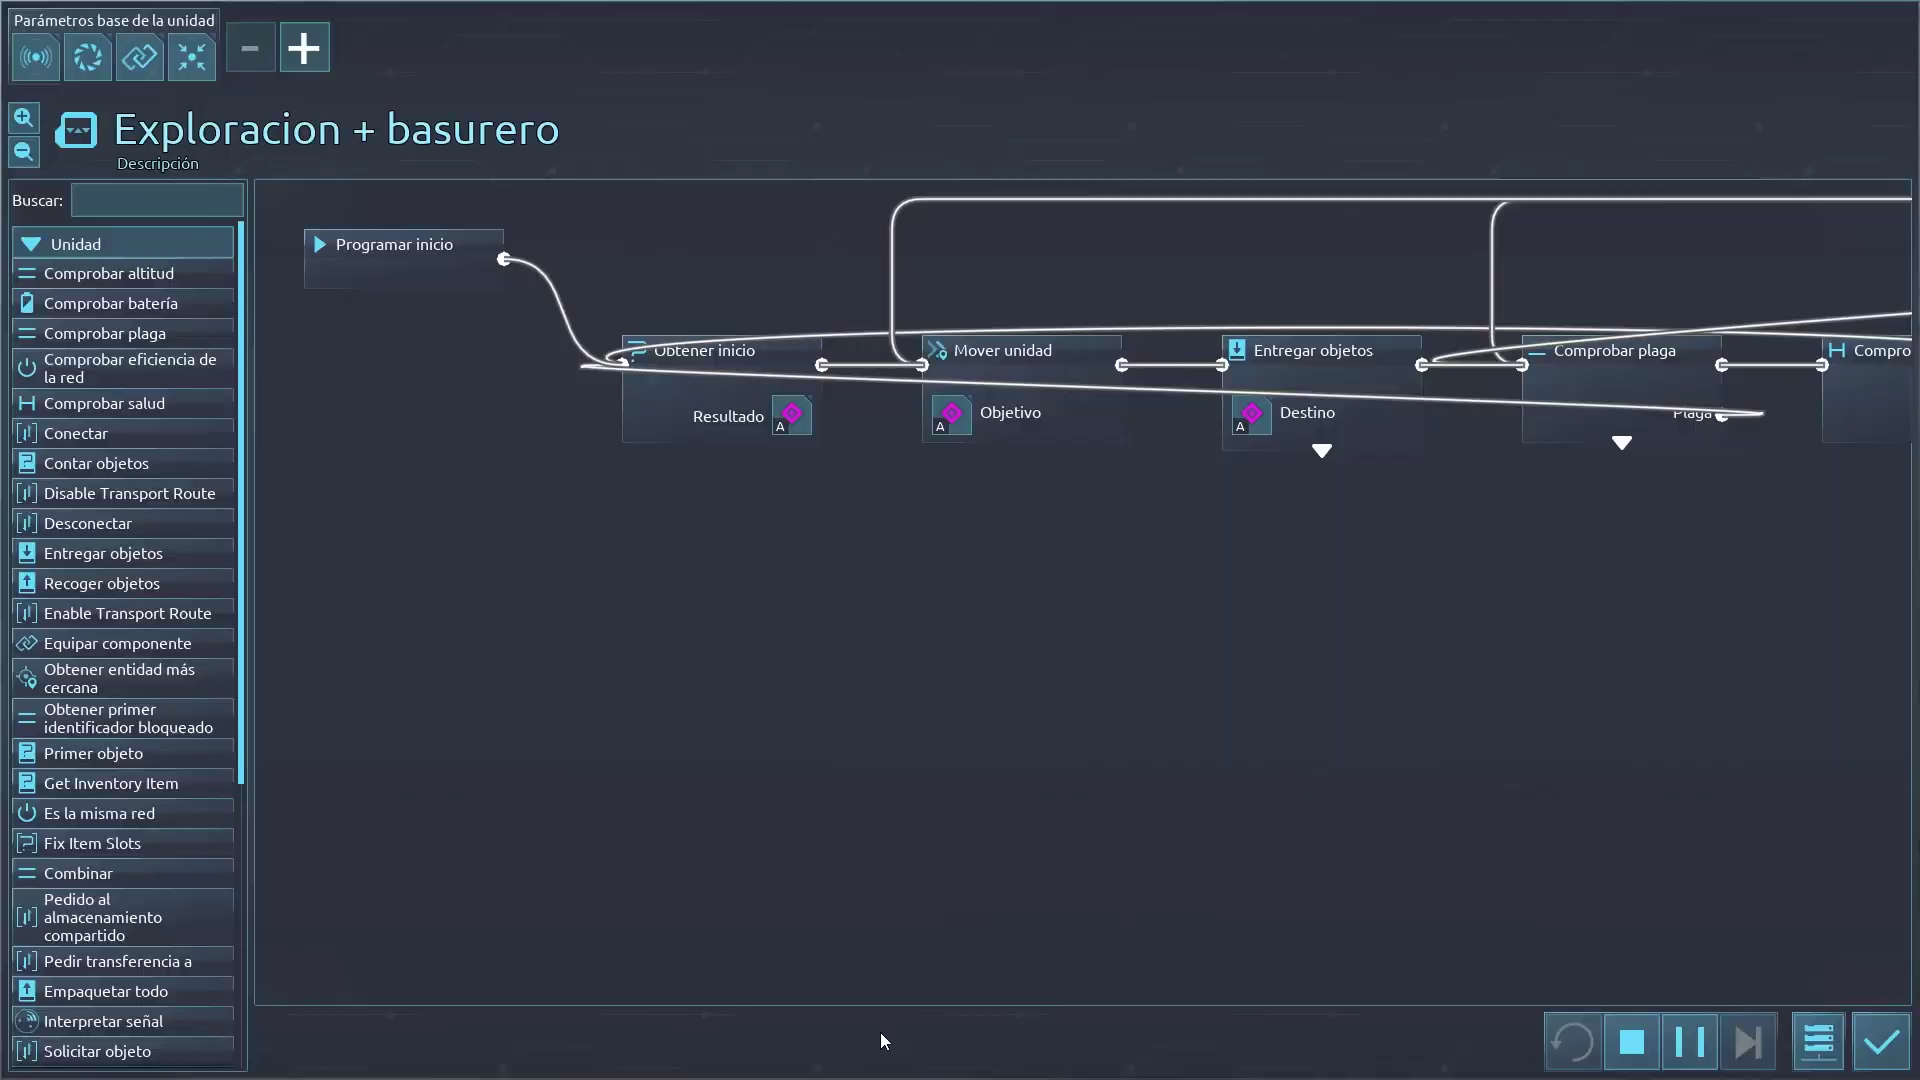 Parámetros base de la unidad
Exploracion + basurero
Descripción
Buscar:
Unidad
Comprobar altitud
Comprobar batería
Comprobar plaga
Comprobar eficiencia de
la red
Comprobar salud
Conectar
Contar objetos
Disable Transport Route
Desconectar
Entregar objetos
Recoger objetos
Enable Transport Route
Equipar componente
Obtener entidad más
cercana
Obtener primer
identificador bloqueado
Primer objeto
Get Inventory Item
Es la misma red
Fix Item Slots
Combinar
Pedido al
almacenamiento
compartido
Pedir transferencia a
Empaquetar todo
Interpretar señal
Solicitar objeto
Programar inicio
Obtener inicio
Resultado
A
Mover unidad
A
Objetivo
Entregar objetos
A
Destino
Comprobar plaga
Plaga
Compro